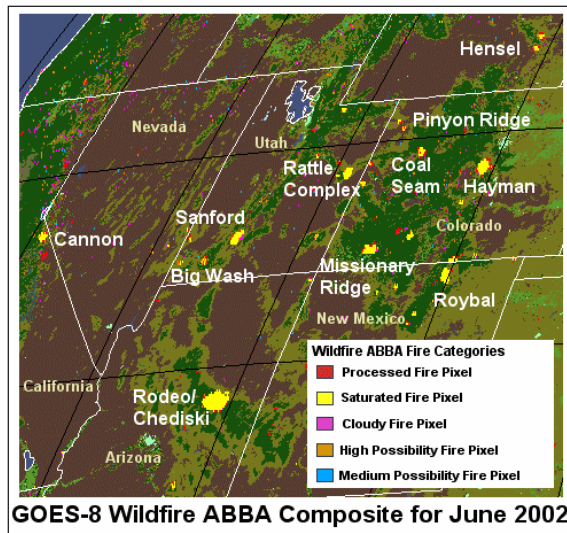 Hensel
Nevada
Pinyon Ridge
Utah
Rattle
Complex
Coal
Seam
Hayman
Sanford
Cannon
Colorado
Big Wash
Missionary
Ridge
Roybal
New Mexico
Wildfire ABBA Fire Categories
Processed Fire Pixel
Saturated Fire Pixel
Cloudy Fire Pixel
High Possibility Fire Pixel
Medium Possibility Fire Pixel
California
Rodeo/
Chediski
Arizona
GOES-8 Wildfire ABBA Composite for June 2002